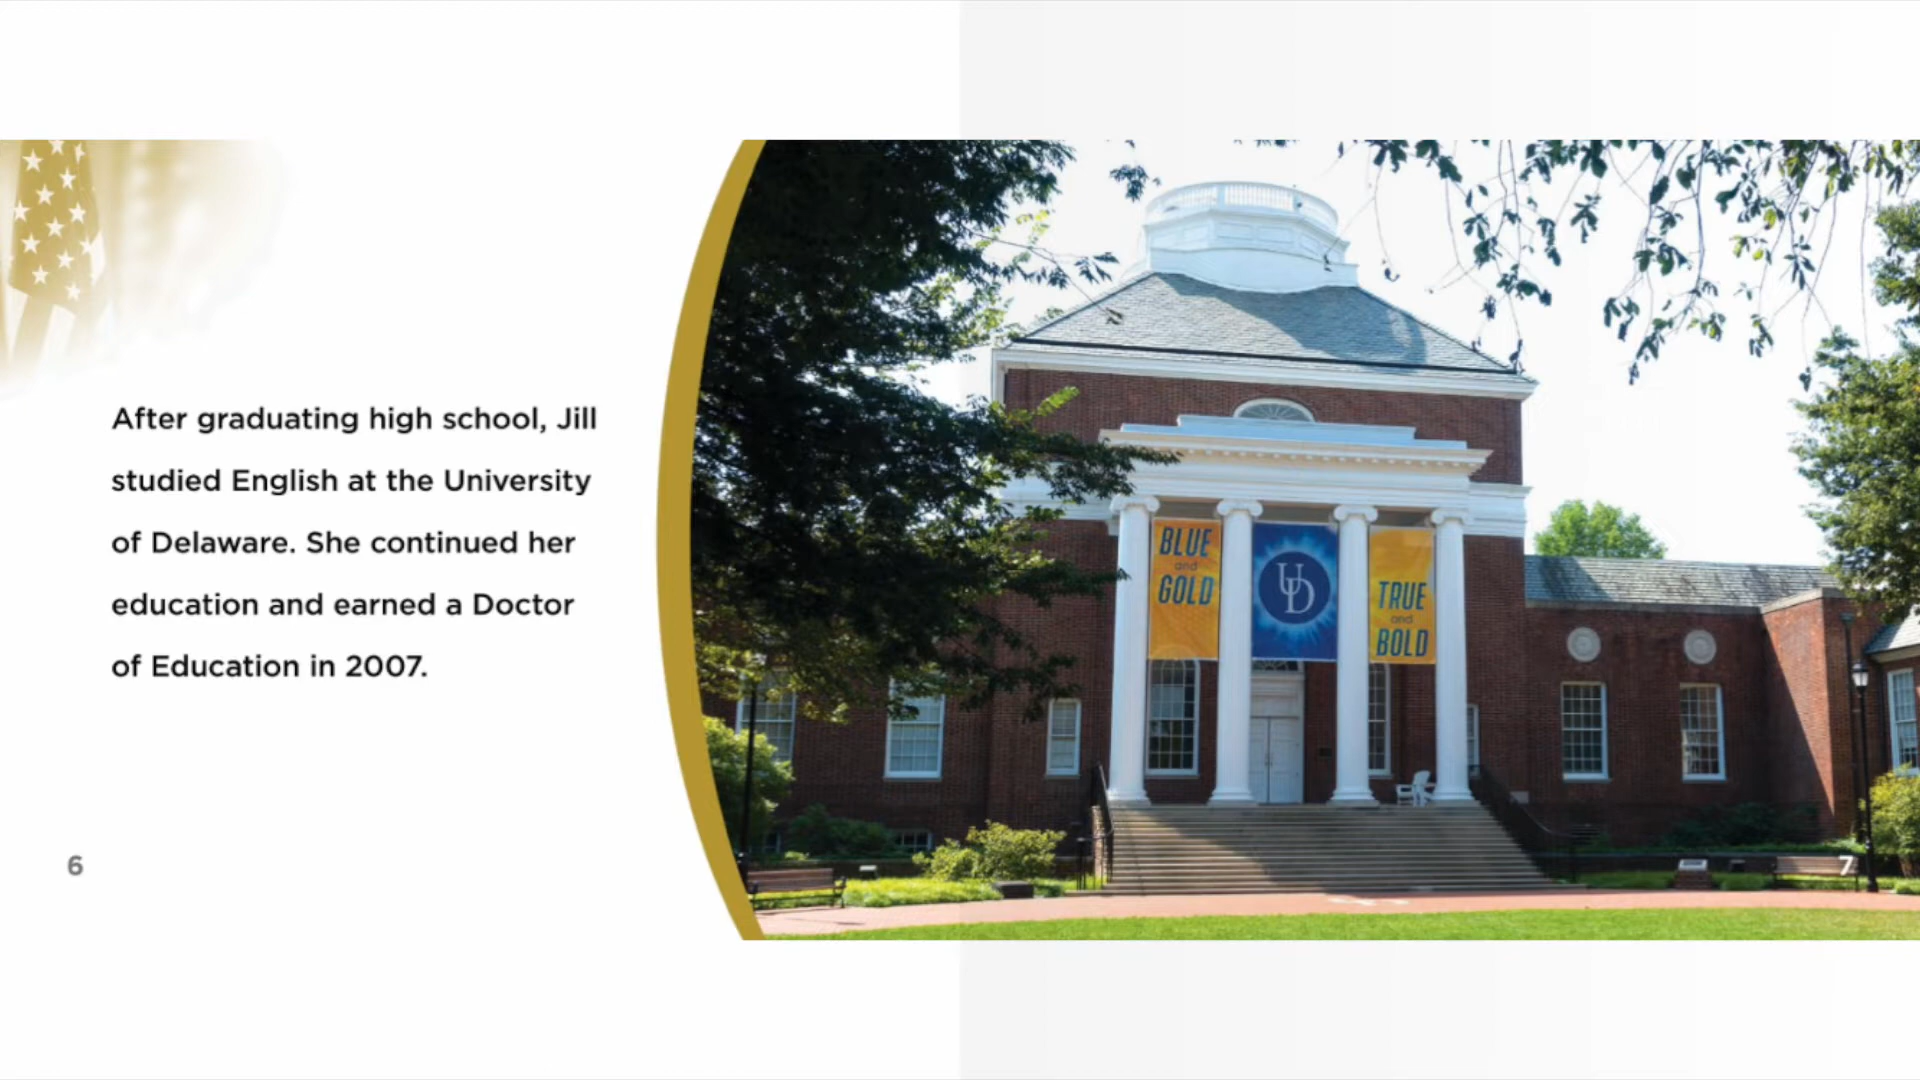 After graduating high school, Jill
studied English at the University
of Delaware. She continued her
education and earned a Doctor
of Education in 2007.
6
BLUE
and
GOLD
UD
TRUE
and
BOLD
7